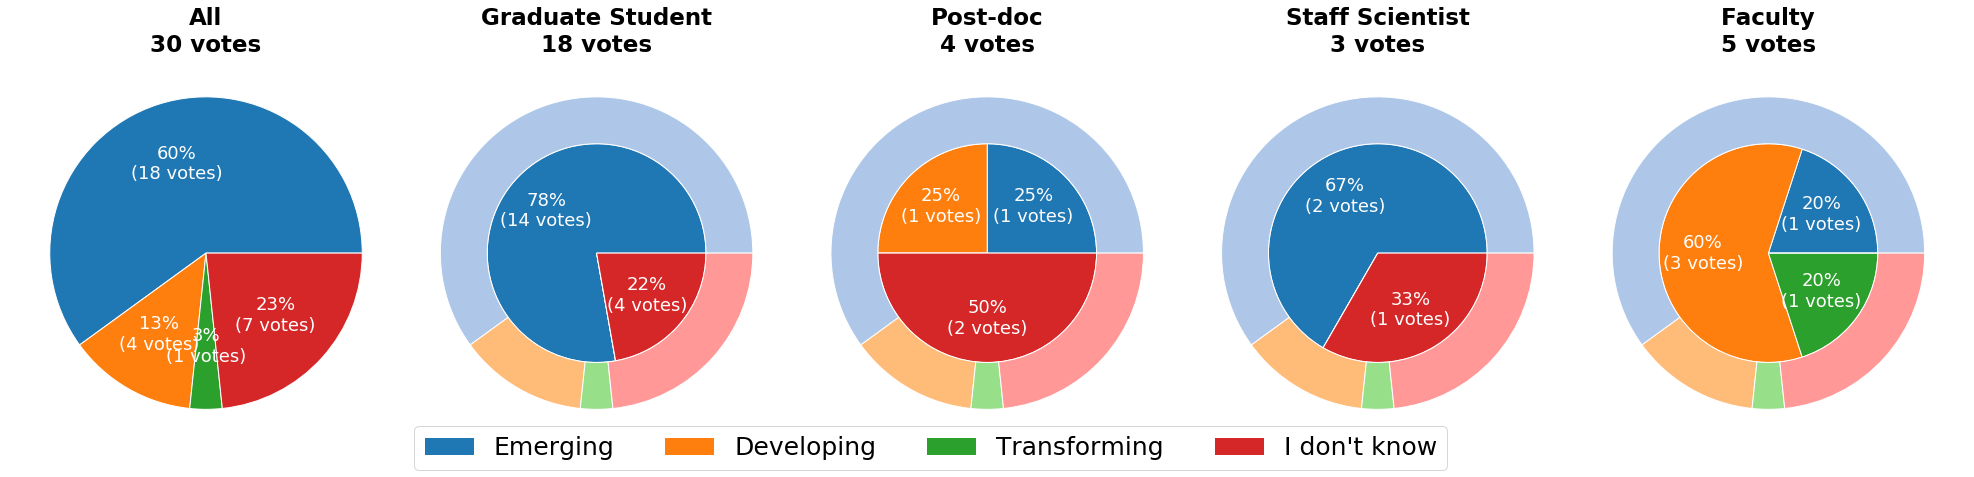 All
30 votes
60%
(18 votes)
13%
(4 votes)
3%
(1 votes)
23%
(7 votes)
Graduate Student
18 votes
78%
(14 votes)
22%
(4 votes)
Post-doc
4 votes
25%
(1 votes)
25%
(1 votes)
50%
(2 votes)
Staff Scientist
3 votes
67%
(2 votes)
33%
(1 votes)
Faculty
5 votes
20%
(1 votes)
60%
(3 votes)
20%
(1 votes)
Emerging
Developing
Transforming
I don't know